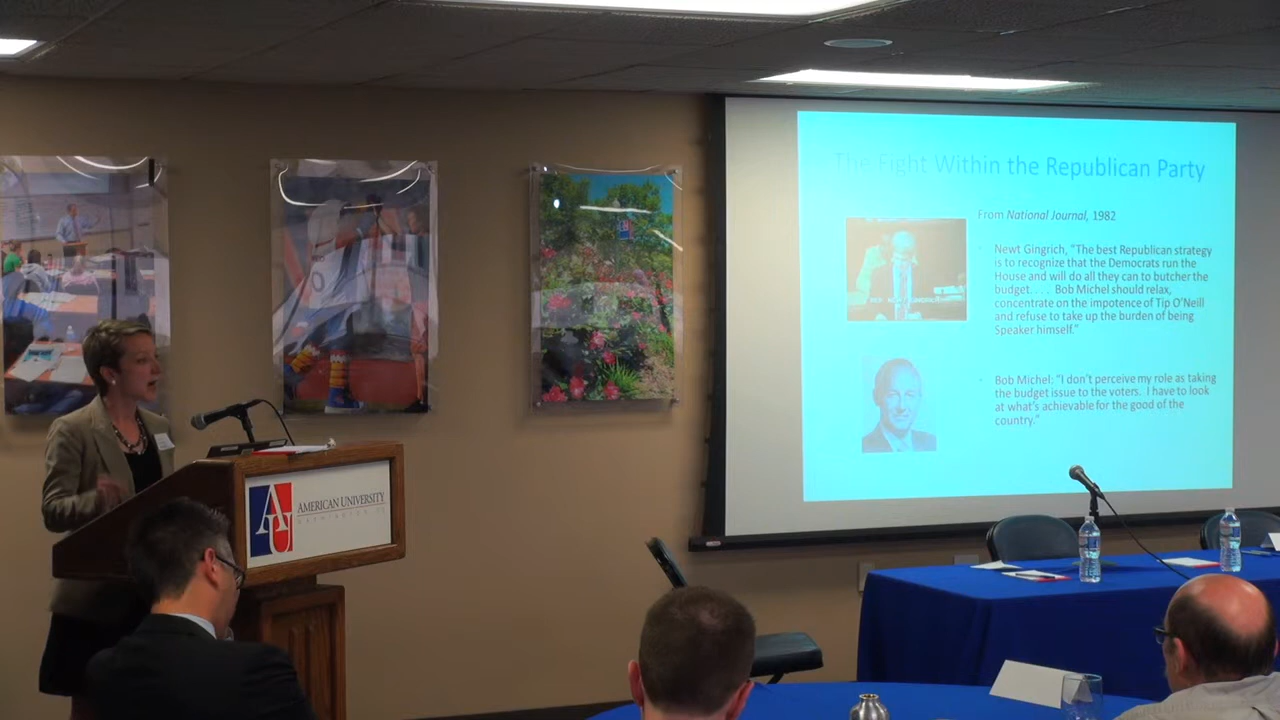 The Fight Within the Republican Party
From National Journal, 1982
Newt Gingrich, "The best Republican strategy
is to recognize that the Democrats run the
House and will do all they can to butcher the
budget. . . . Bob Michel should relax,
concentrate on the impotence of Tip O'Neill
and refuse to take up the burden of being
Speaker himself."
Bob Michel: "I don't perceive my role as taking
the budget issue to the voters. I have to look
at what's achievable for the good of the
country."
AU
AMERICAN UNIVERSITY
WASHINGTON, DC